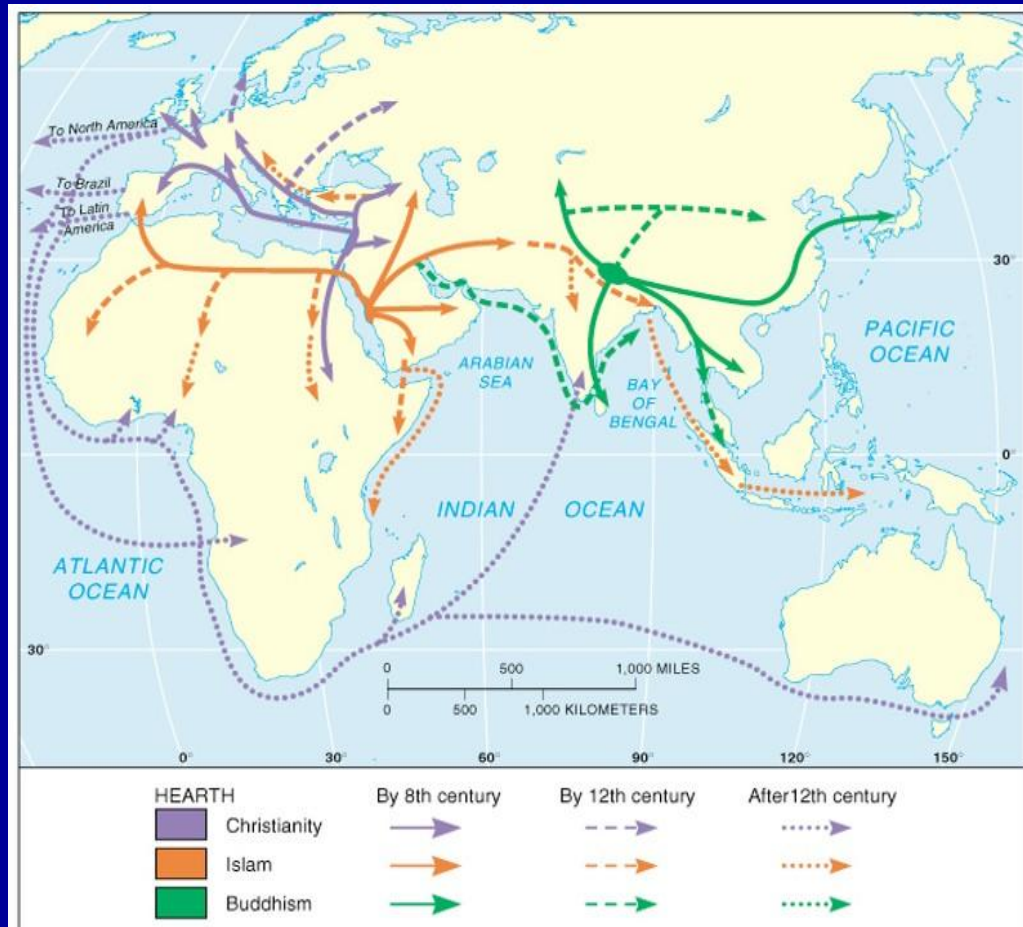 To North America
To Brazil
To Latin
America
30°
PACIFIC
OCEAN
ARABIAN
SEA
BAY
OF
BENGAL
0°
INDIAN OCEAN
ATLANTIC
OCEAN
30°
0 500 1,000 MILES
0 500 1,000 KILOMETERS
0° 30° 60° 90° 120° 150°
HEARTH By 8th century By 12th century After12th century
Christianity
Islam
Buddhism